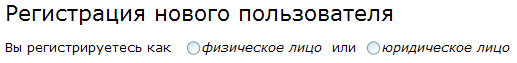 Регистрация нового пользователя
Вы регистрируетесь как физическое лицо или юридическое лицо